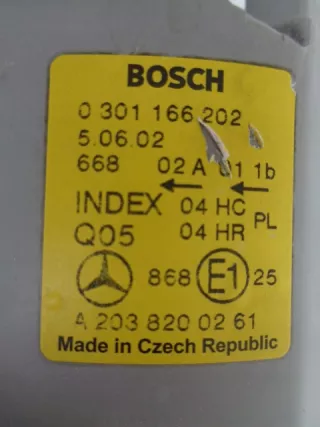 BOSCH
0 301 166 202
5.06.02
668 02 A 01 1b
INDEX 04 HC PL
Q05 04 HR
868 E1 25
A 203 820 02 61
Made in Czech Republic